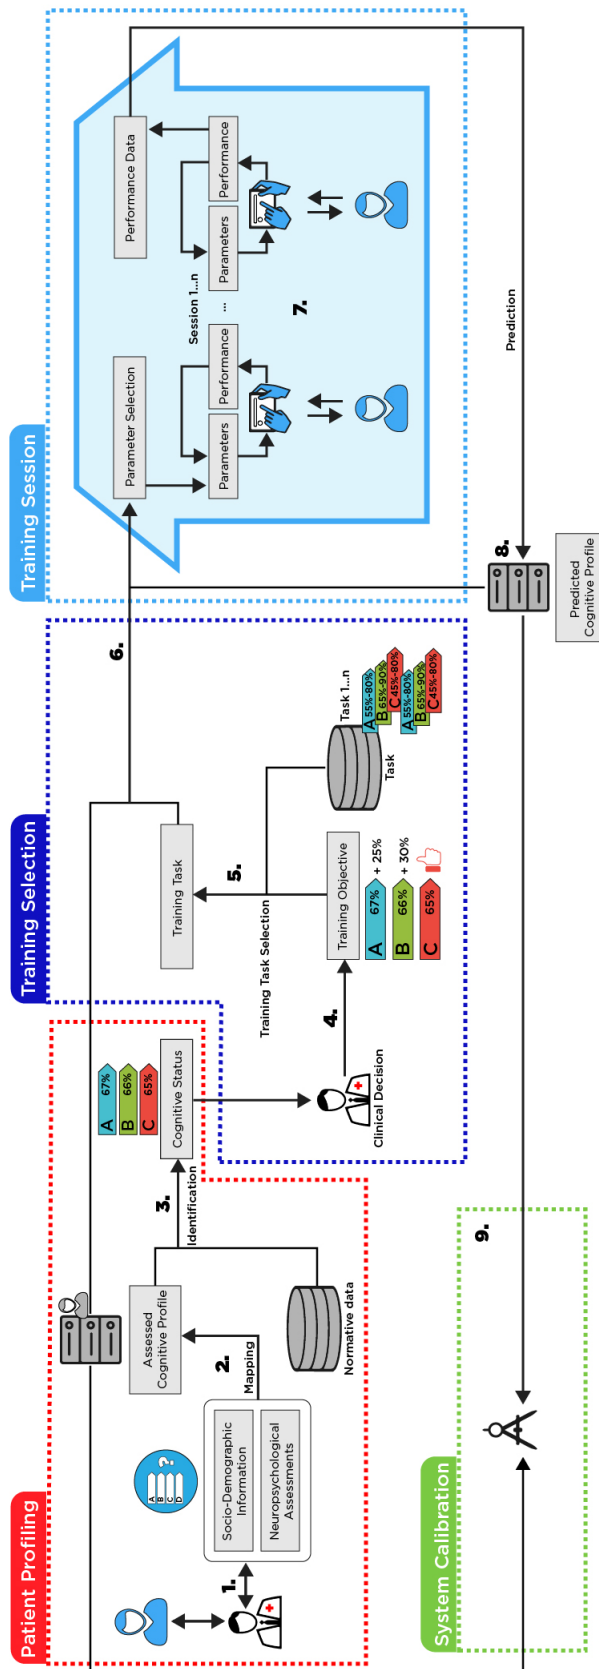 Patient Profiling
1.
Socio-Demographic
Information
Neuropsychological
Assessments
A
B
C
D
?
2.
Mapping
Assessed
Cognitive Profile
Normative data
3.
Identification
Cognitive Status
A 67%
B 66%
C 65%
Training Selection
Clinical Decision
4.
Training Objective
A 67% + 25%
B 66% + 30%
C 65%
Training Task Selection
5.
Training Task
Task
Task 1...n
A 55%-80%
B 65%-90%
C 45%-80%
A 55%-80%
B 65%-90%
C 45%-80%
6.
Training Session
Parameter Selection
Performance Data
Session 1...n
Parameters
Performance
...
Parameters
Performance
7.
Prediction
8.
Predicted
Cognitive Profile
System Calibration
9.